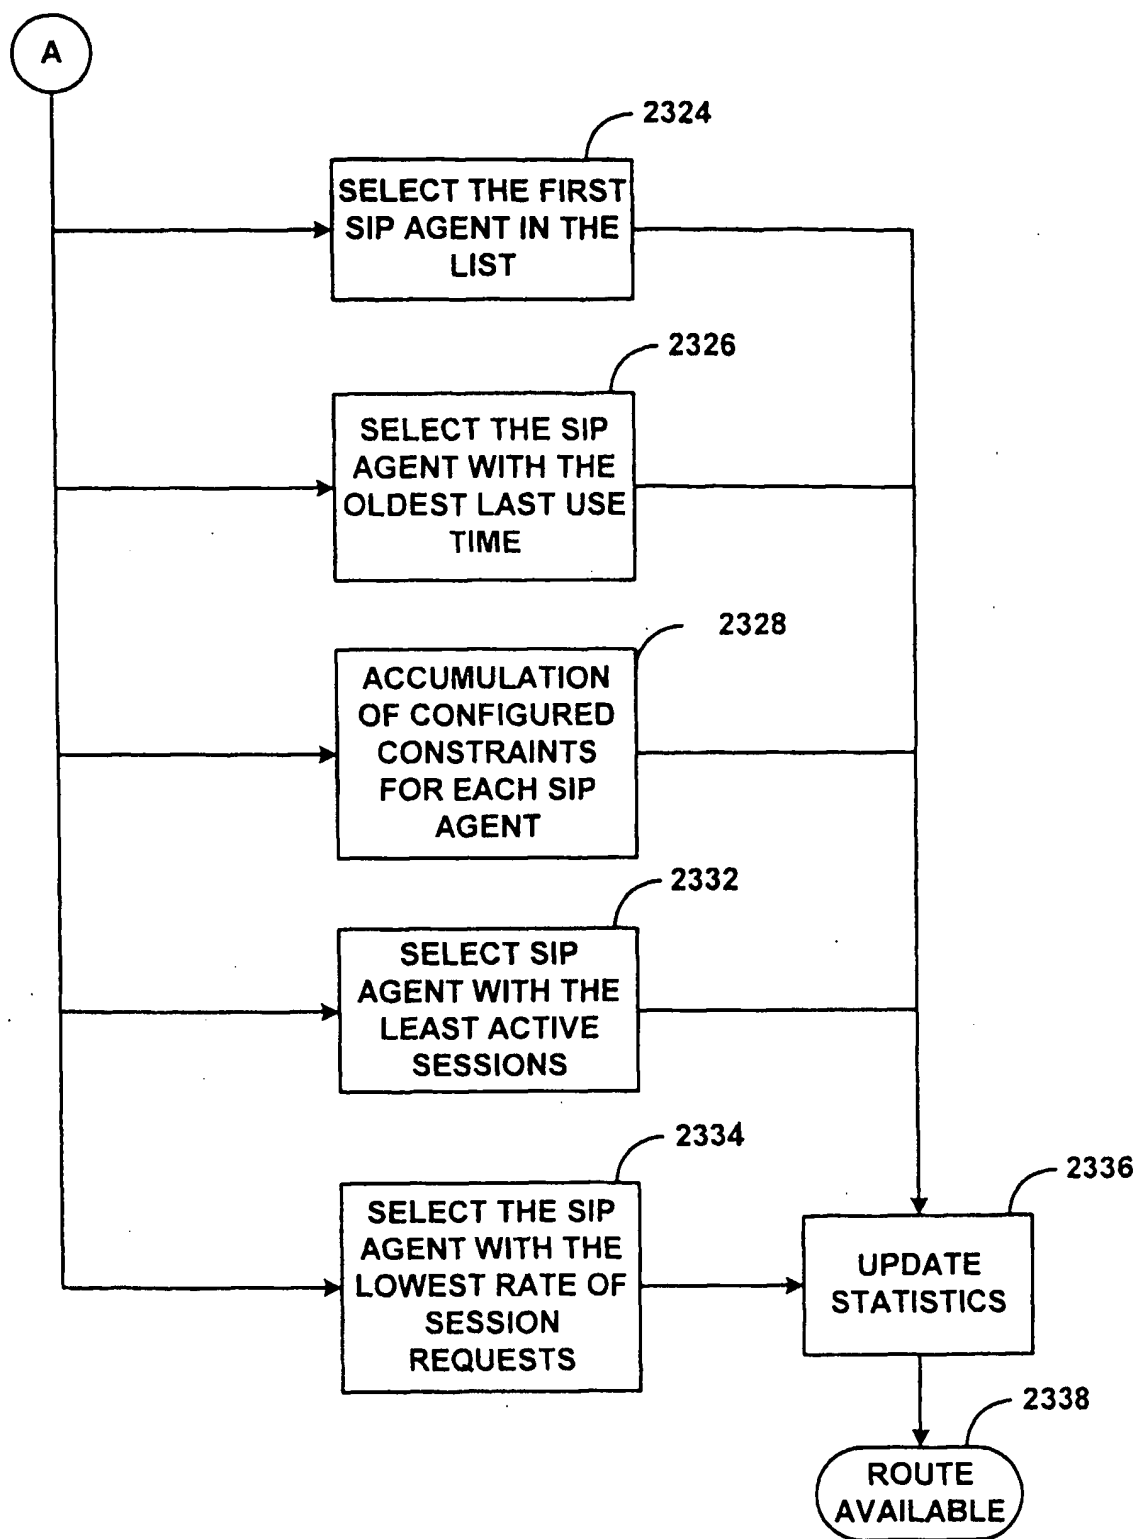 A
2324
SELECT THE FIRST
SIP AGENT IN THE
LIST
2326
SELECT THE SIP
AGENT WITH THE
OLDEST LAST USE
TIME
2328
ACCUMULATION
OF CONFIGURED
CONSTRAINTS
FOR EACH SIP
AGENT
2332
SELECT SIP
AGENT WITH THE
LEAST ACTIVE
SESSIONS
2334
SELECT THE SIP
AGENT WITH THE
LOWEST RATE OF
SESSION
REQUESTS
2336
UPDATE
STATISTICS
2338
ROUTE
AVAILABLE